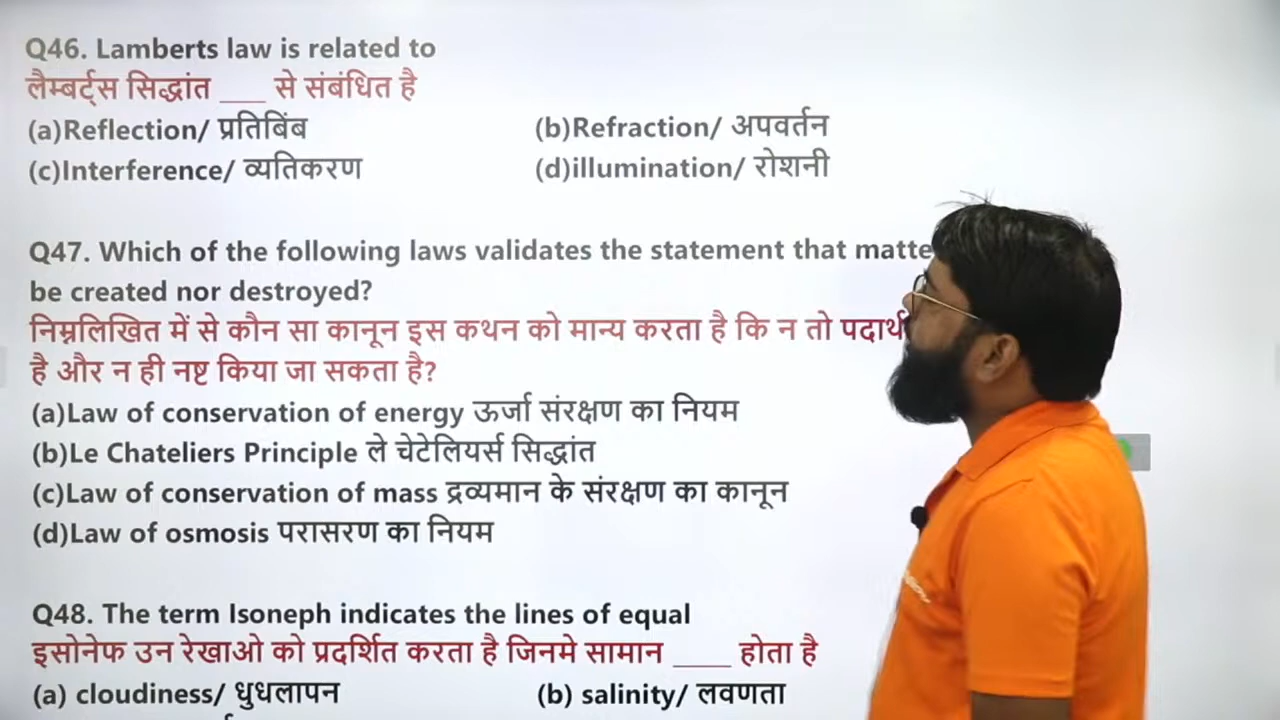 Q46. Lamberts law is related to
लैम्बर्ट्स सिद्धांत ___ से संबंधित है
(a)Reflection/ प्रतिबिंब (b)Refraction/ अपवर्तन
(c)Interference/ व्यतिकरण (d)illumination/ रोशनी
Q47. Which of the following laws validates the statement that matte
be created nor destroyed?
निम्नलिखित में से कौन सा कानून इस कथन को मान्य करता है कि न तो पदार्थ
है और न ही नष्ट किया जा सकता है?
(a)Law of conservation of energy ऊर्जा संरक्षण का नियम
(b)Le Chateliers Principle ले चेटेलियर्स सिद्धांत
(c)Law of conservation of mass द्रव्यमान के संरक्षण का कानून
(d)Law of osmosis परासरण का नियम
Q48. The term Isoneph indicates the lines of equal
इसोनेफ उन रेखाओ को प्रदर्शित करता है जिनमे सामान ____ होता है
(a) cloudiness/ धुधलापन (b) salinity/ लवणता